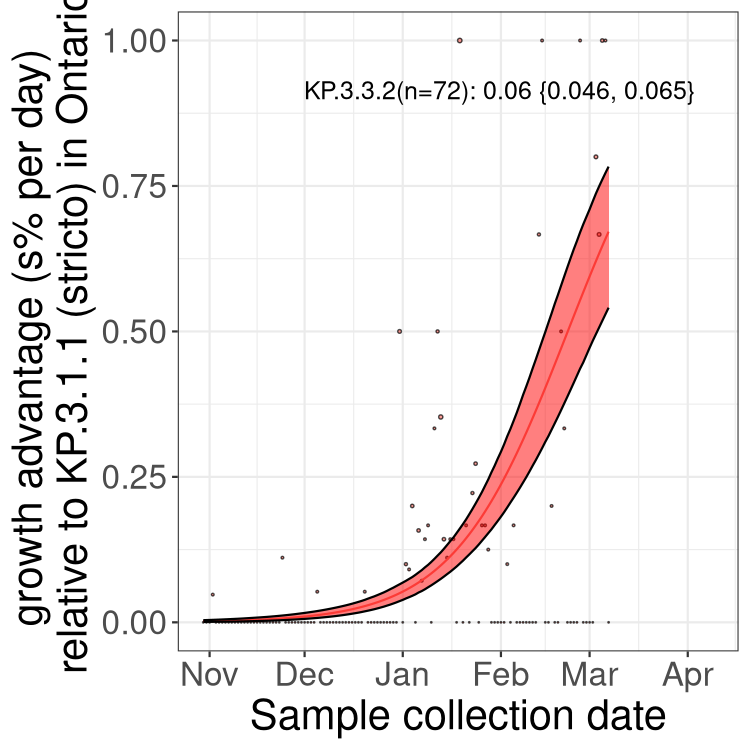 growth advantage (s% per day)
relative to KP.3.1.1 (stricto) in Ontario
1.00
KP.3.3.2(n=72): 0.06 {0.046, 0.065}
0.75
0.50
0.25
0.00
Nov Dec Jan Feb Mar Apr
Sample collection date